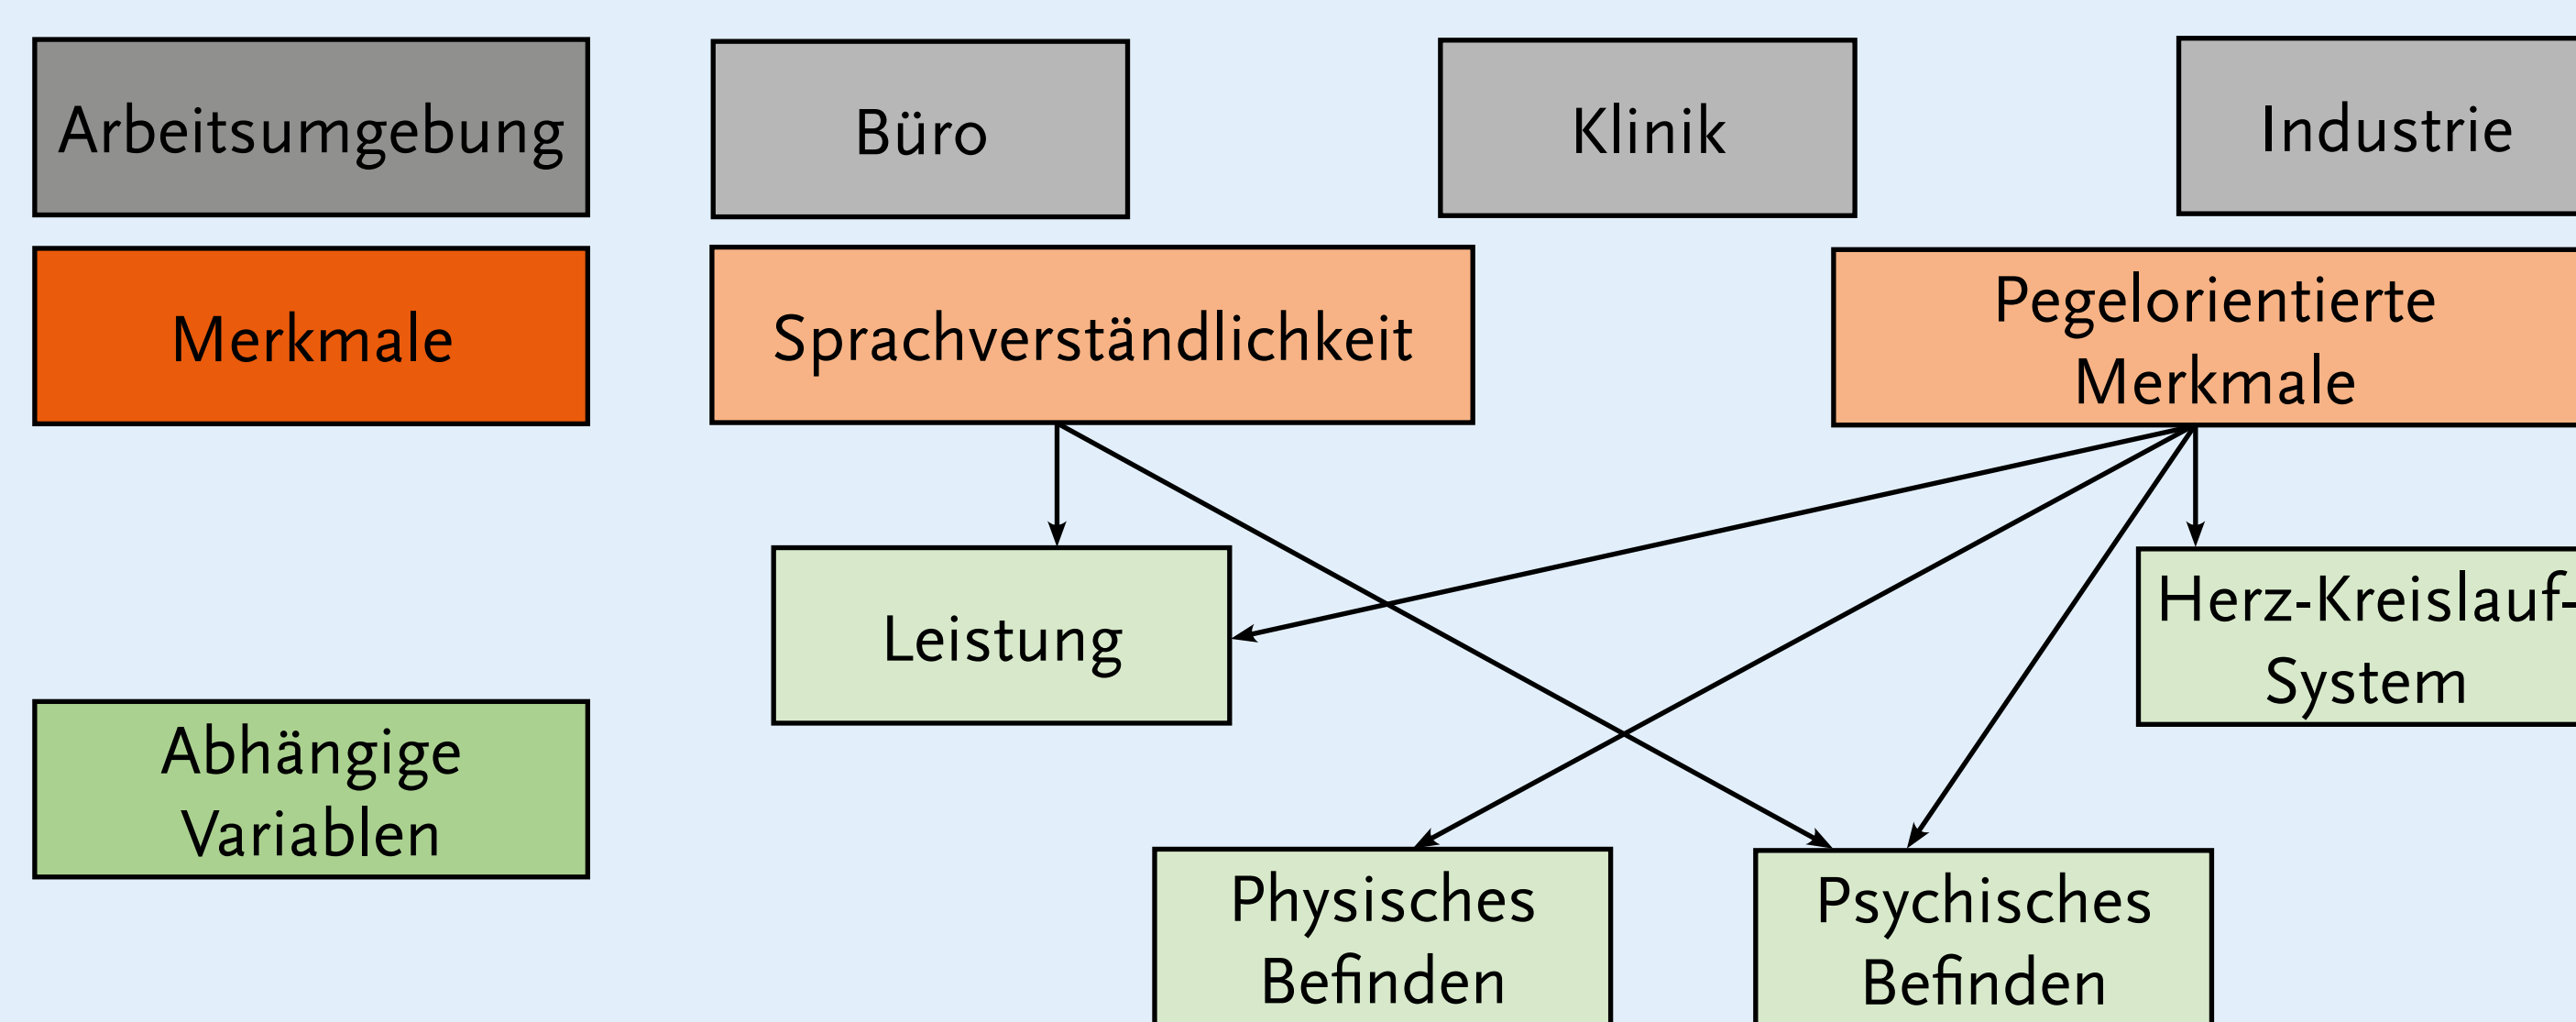 Arbeitsumgebung
Büro
Klinik
Industrie
Merkmale
Sprachverständlichkeit
Pegelorientierte
Merkmale
Leistung
Herz-Kreislauf-
System
Abhängige
Variablen
Physisches
Befinden
Psychisches
Befinden